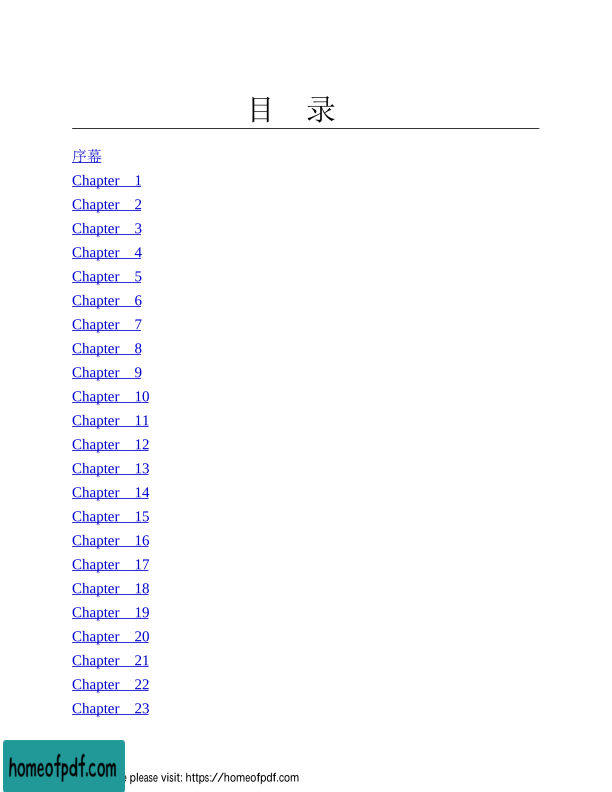 目 录
序幕
Chapter 1
Chapter 2
Chapter 3
Chapter 4
Chapter 5
Chapter 6
Chapter 7
Chapter 8
Chapter 9
Chapter 10
Chapter 11
Chapter 12
Chapter 13
Chapter 14
Chapter 15
Chapter 16
Chapter 17
Chapter 18
Chapter 19
Chapter 20
Chapter 21
Chapter 22
Chapter 23
homeofpdf.com
please visit: https://homeofpdf.com